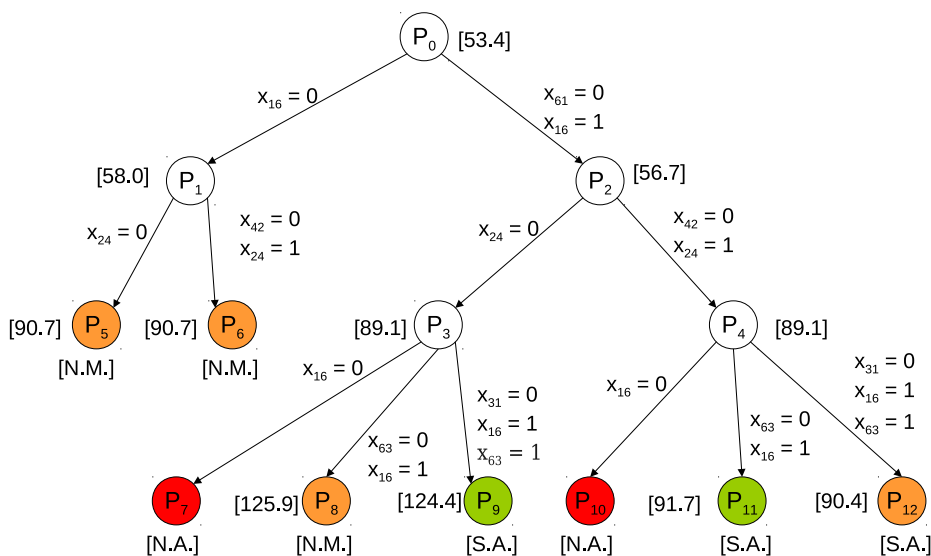 P₀ [53.4]
x₁₆ = 0
x₆₁ = 0
x₁₆ = 1
[58.0] P₁
P₂ [56.7]
x₂₄ = 0
x₄₂ = 0
x₂₄ = 1
x₂₄ = 0
x₄₂ = 0
x₂₄ = 1
[90.7] P₅
[90.7] P₆
[89.1] P₃
P₄ [89.1]
[N.M.]
[N.M.]
x₁₆ = 0
x₆₃ = 0
x₁₆ = 1
x₃₁ = 0
x₁₆ = 1
x₆₃ = 1
x₁₆ = 0
x₆₃ = 0
x₁₆ = 1
x₃₁ = 0
x₁₆ = 1
x₆₃ = 1
P₇
[125.9] P₈
[124.4] P₉
P₁₀
[91.7] P₁₁
[90.4] P₁₂
[N.A.]
[N.M.]
[S.A.]
[N.A.]
[S.A.]
[S.A.]